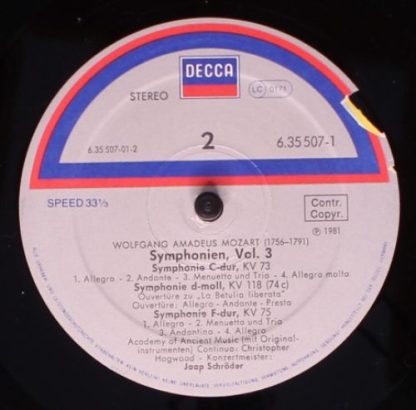 DECCA
STEREO
LC 0171
6.35 507-01-2
2
6.35 507-1
SPEED 33⅓
Contr.
Copyr.
Ⓟ 1981
WOLFGANG AMADEUS MOZART (1756–1791)
Symphonien, Vol. 3
Symphonie C-dur, KV 73
1. Allegro - 2. Andante - 3. Menuetto und Trio - 4. Allegro molto
Symphonie d-moll, KV 118 (74 c)
Ouvertüre zu „La Betulia liberata"
Ouvertüre: Allegro - Andante - Presto
Symphonie F-dur, KV 75
1. Allegro - 2. Menuetto und Trio
3. Andantino - 4. Allegro
Academy of Ancient Music (mit Original-
instrumenten) Continuo: Christopher
Hogwood - Konzertmeister:
Jaap Schröder